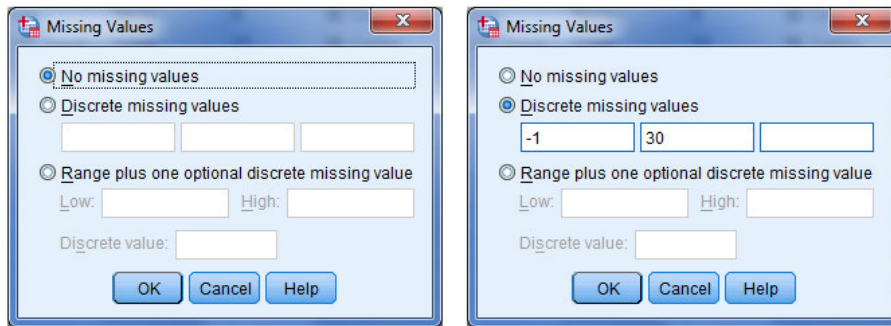 Missing Values
No missing values
Discrete missing values
Range plus one optional discrete missing value
Low: High:
Discrete value:
OK Cancel Help
Missing Values
No missing values
Discrete missing values
-1 30
Range plus one optional discrete missing value
Low: High:
Discrete value:
OK Cancel Help